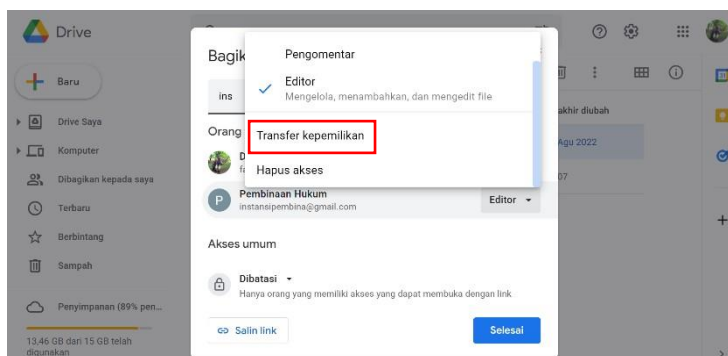 Drive
Baru
Drive Saya
Komputer
Dibagikan kepada saya
Terbaru
Berbintang
Sampah
Penyimpanan (89% pen...
13,46 GB dari 15 GB telah
digunakan
Bagik
ins
Orang
Pengomentar
Editor
Mengelola, menambahkan, dan mengedit file
Transfer kepemilikan
Hapus akses
P
Pembinaan Hukum
instansipembina@gmail.com
Editor
Akses umum
Dibatasi
Hanya orang yang memiliki akses yang dapat membuka dengan link
Salin link
Selesai
akhir diubah
Agu 2022
07